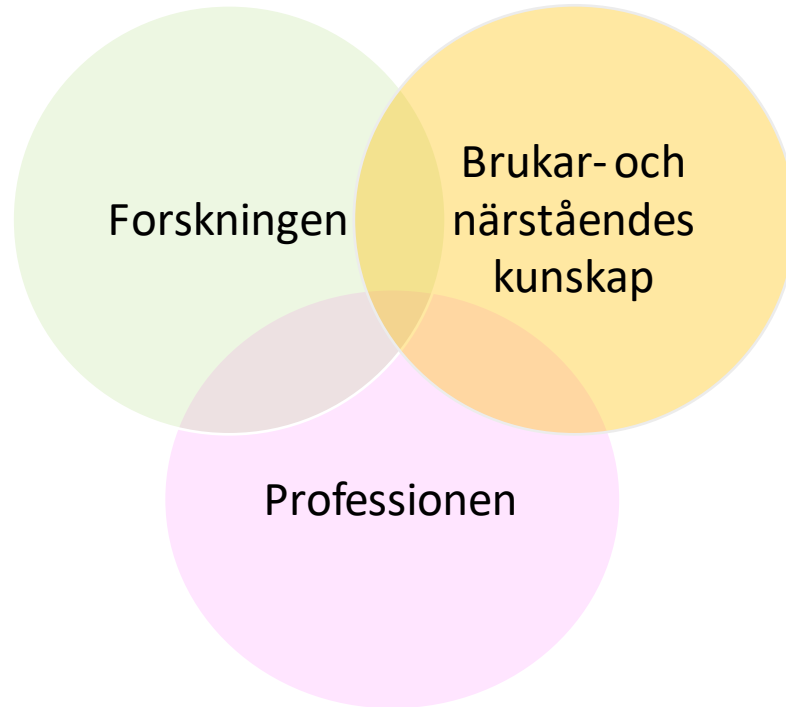 Forskningen
Brukar- och
närståendes
kunskap
Professionen